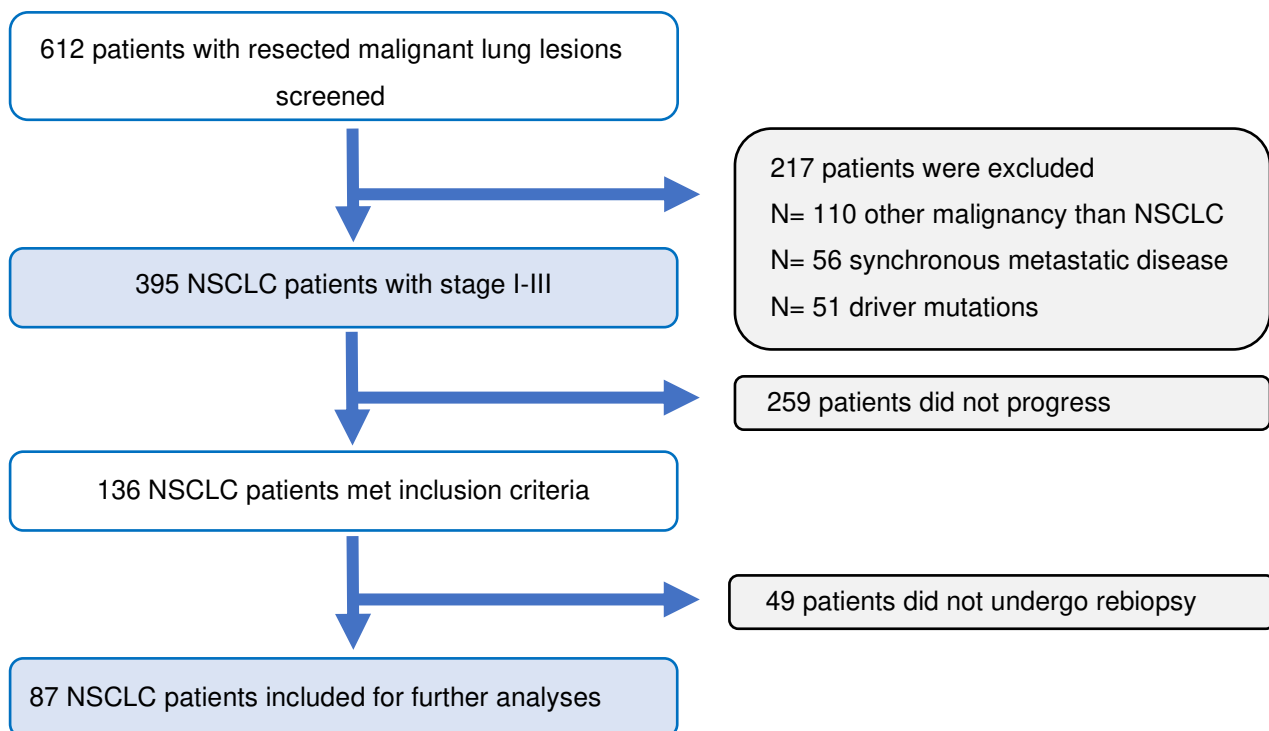 612 patients with resected malignant lung lesions
screened
217 patients were excluded
N= 110 other malignancy than NSCLC
N= 56 synchronous metastatic disease
N= 51 driver mutations
395 NSCLC patients with stage I-III
259 patients did not progress
136 NSCLC patients met inclusion criteria
49 patients did not undergo rebiopsy
87 NSCLC patients included for further analyses